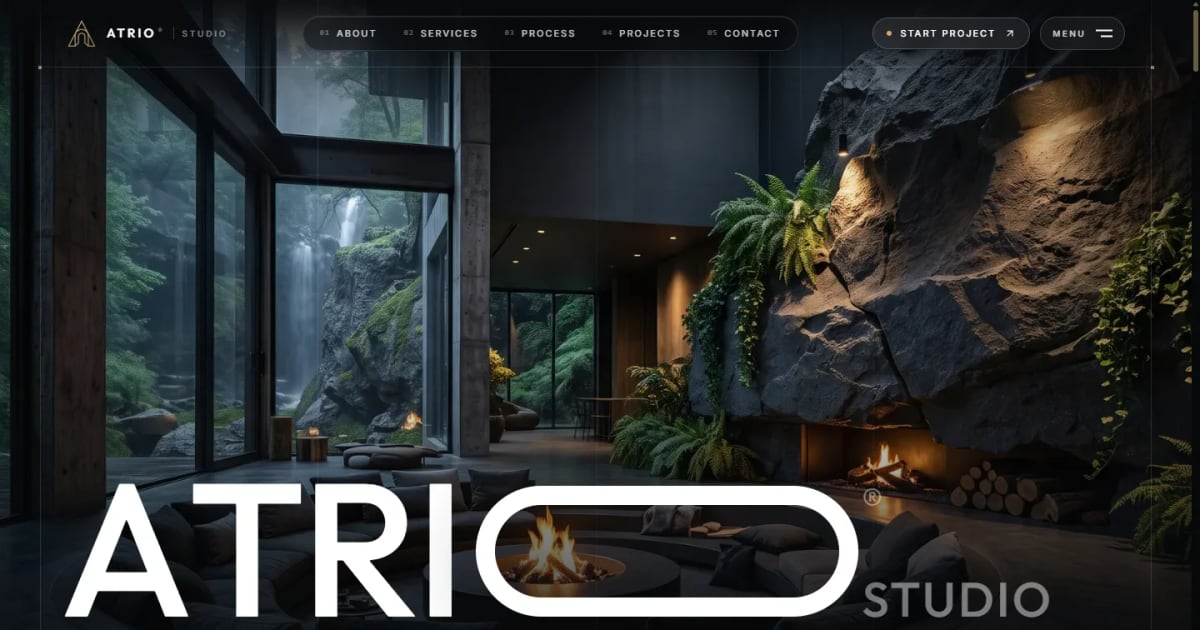 ATRIO® STUDIO
01 ABOUT 02 SERVICES 03 PROCESS 04 PROJECTS 05 CONTACT
START PROJECT
MENU
ATRIO®
STUDIO